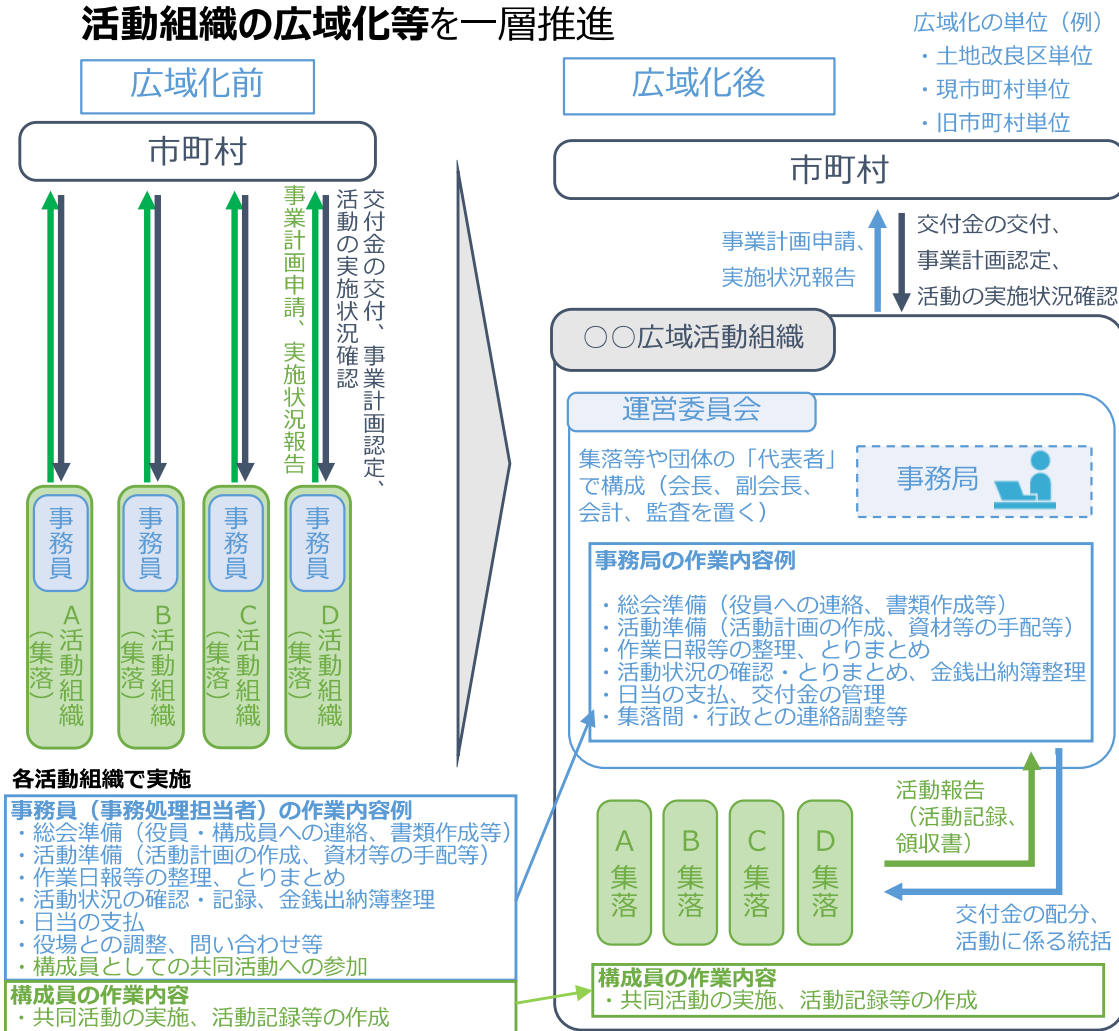 活動組織の広域化等を一層推進
広域化の単位（例）
・土地改良区単位
・現市町村単位
・旧市町村単位
広域化前
市町村
事業計画申請、実施状況報告
交付金の交付、事業計画認定、
活動の実施状況確認
事務員
A活動組織
（集落）
事務員
B活動組織
（集落）
事務員
C活動組織
（集落）
事務員
D活動組織
（集落）
各活動組織で実施
事務員（事務処理担当者）の作業内容例
・総会準備（役員・構成員への連絡、書類作成等）
・活動準備（活動計画の作成、資材等の手配等）
・作業日報等の整理、とりまとめ
・活動状況の確認・記録、金銭出納簿整理
・日当の支払
・役場との調整、問い合わせ等
・構成員としての共同活動への参加
構成員の作業内容
・共同活動の実施、活動記録等の作成
広域化後
市町村
事業計画申請、
実施状況報告
交付金の交付、
事業計画認定、
活動の実施状況確認
○○広域活動組織
運営委員会
集落等や団体の「代表者」
で構成（会長、副会長、
会計、監査を置く）
事務局
事務局の作業内容例
・総会準備（役員への連絡、書類作成等）
・活動準備（活動計画の作成、資材等の手配等）
・作業日報等の整理、とりまとめ
・活動状況の確認・とりまとめ、金銭出納簿整理
・日当の支払、交付金の管理
・集落間・行政との連絡調整等
A集落
B集落
C集落
D集落
活動報告
（活動記録、
領収書）
交付金の配分、
活動に係る統括
構成員の作業内容
・共同活動の実施、活動記録等の作成